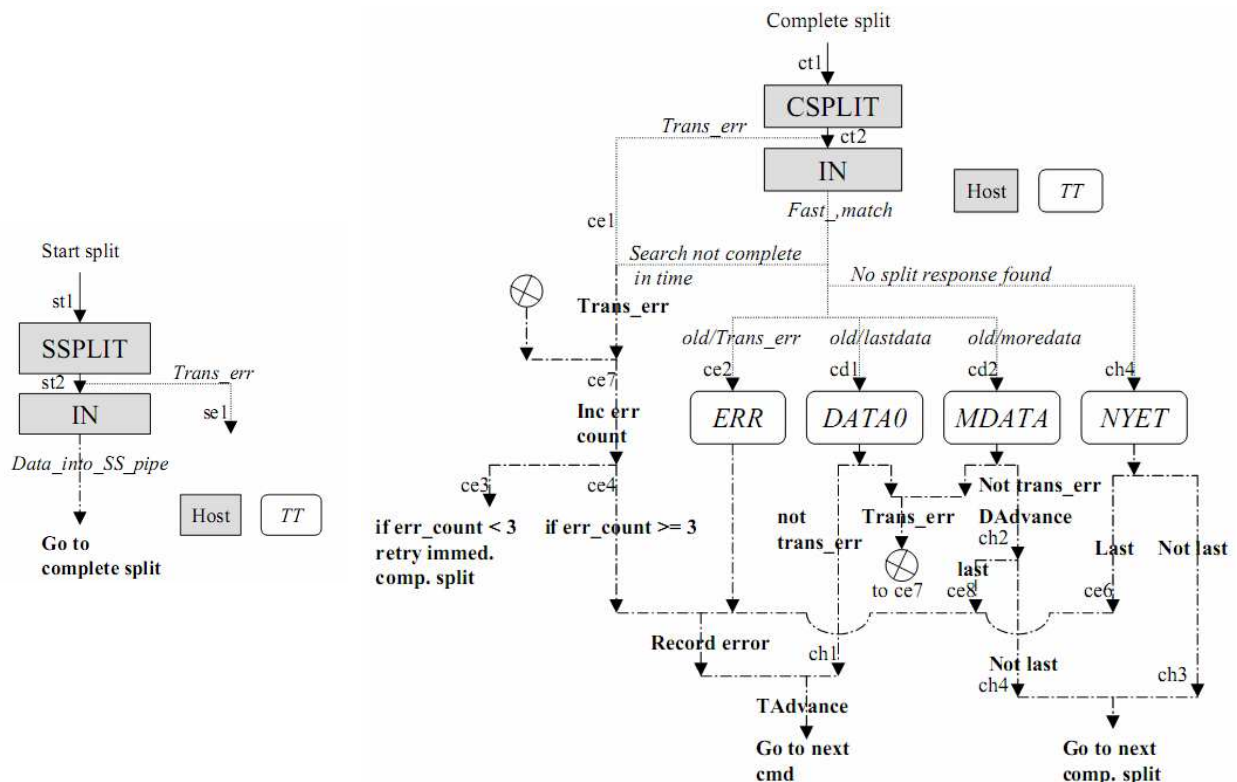 Start split
st1
SSPLIT
st2
Trans_err
se1
IN
Data_into_SS_pipe
Host
TT
Go to
complete split
Complete split
ct1
CSPLIT
Trans_err
ct2
IN
Host
TT
Fast_,match
ce1
Search not complete
in time
No split response found
Trans_err
old/Trans_err
old/lastdata
old/moredata
ce7
ce2
cd1
cd2
ch4
Inc err
count
ERR
DATA0
MDATA
NYET
ce3
ce4
if err_count < 3
retry immed.
comp. split
if err_count >= 3
not
trans_err
Trans_err
Not trans_err
DAdvance
ch2
Last
Not last
last
to ce7
ce8
ce6
Record error
ch1
Not last
ch4
ch3
TAdvance
Go to next
cmd
Go to next
comp. split